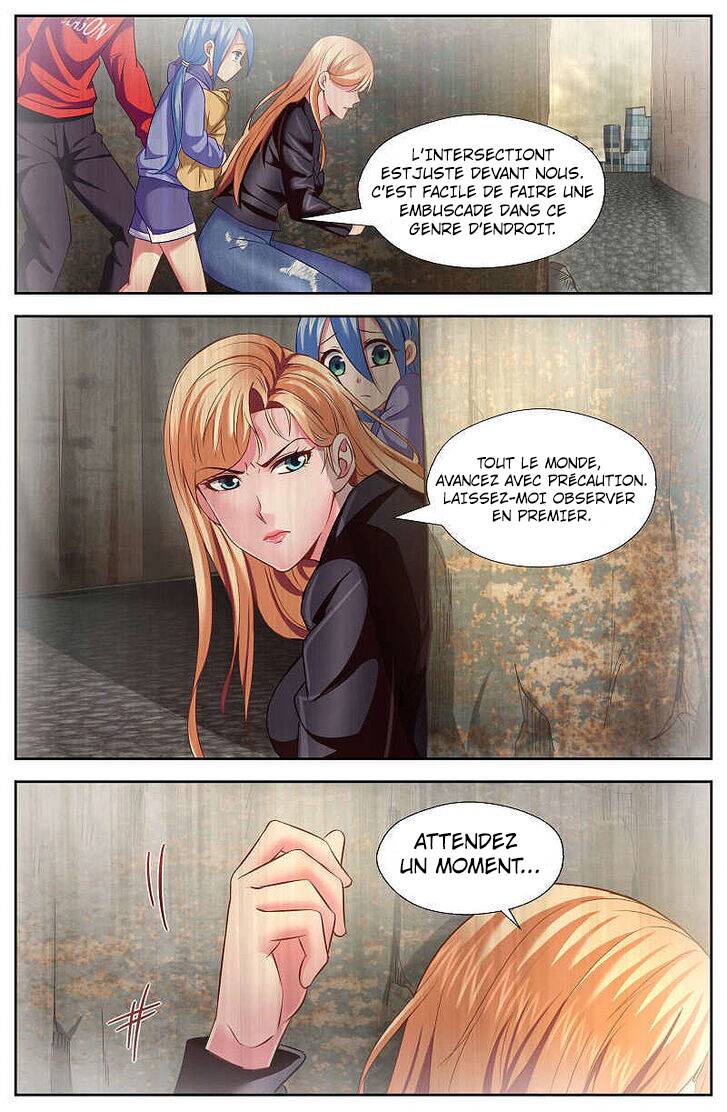 L'INTERSECTIONT
ESTJUSTE DEVANT NOUS.
C'EST FACILE DE FAIRE UNE
EMBUSCADE DANS CE
GENRE D'ENDROIT.
TOUT LE MONDE,
AVANCEZ AVEC PRÉCAUTION.
LAISSEZ-MOI OBSERVER
EN PREMIER.
ATTENDEZ
UN MOMENT...